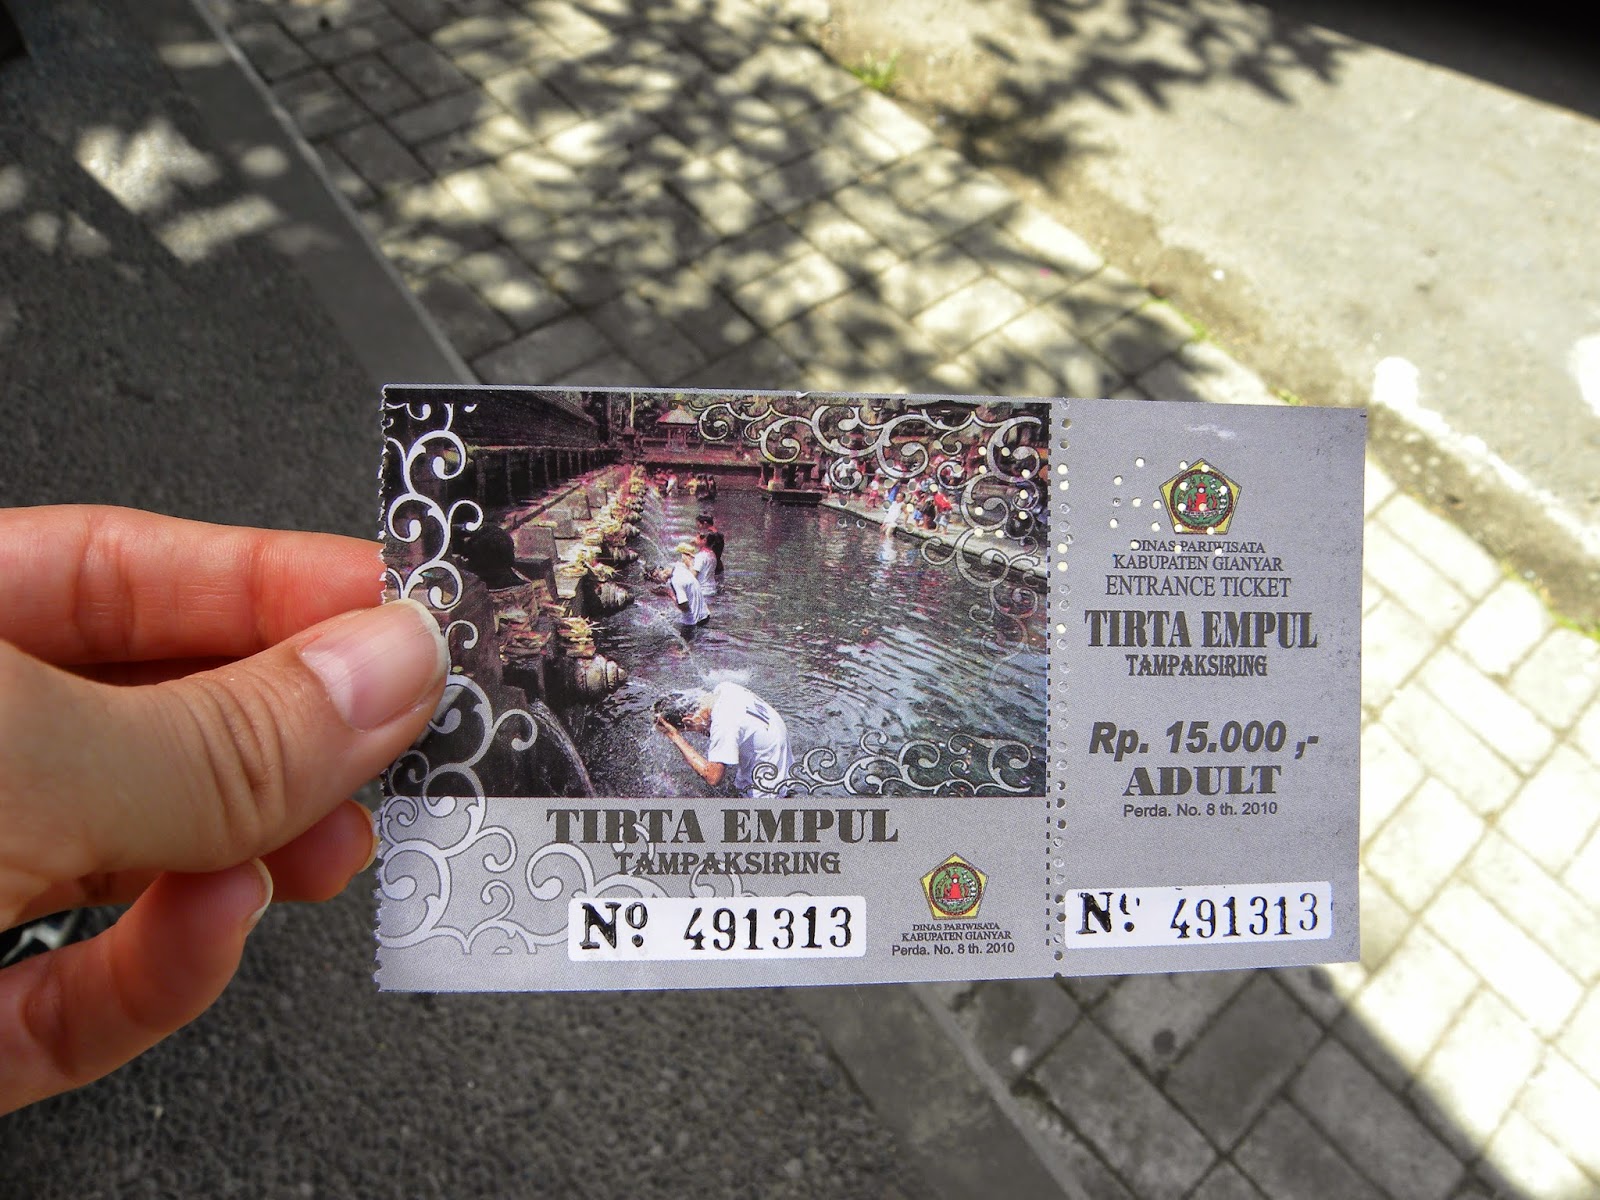 TIRTA EMPUL
TAMPAKSIRING
Nº. 491313
DINAS PARIWISATA
KABUPATEN GIANYAR
Perda. No. 8 th. 2010
DINAS PARIWISATA
KABUPATEN GIANYAR
ENTRANCE TICKET
TIRTA EMPUL
TAMPAKSIRING
Rp. 15.000 ,-
ADULT
Perda. No. 8 th. 2010
Nº. 491313